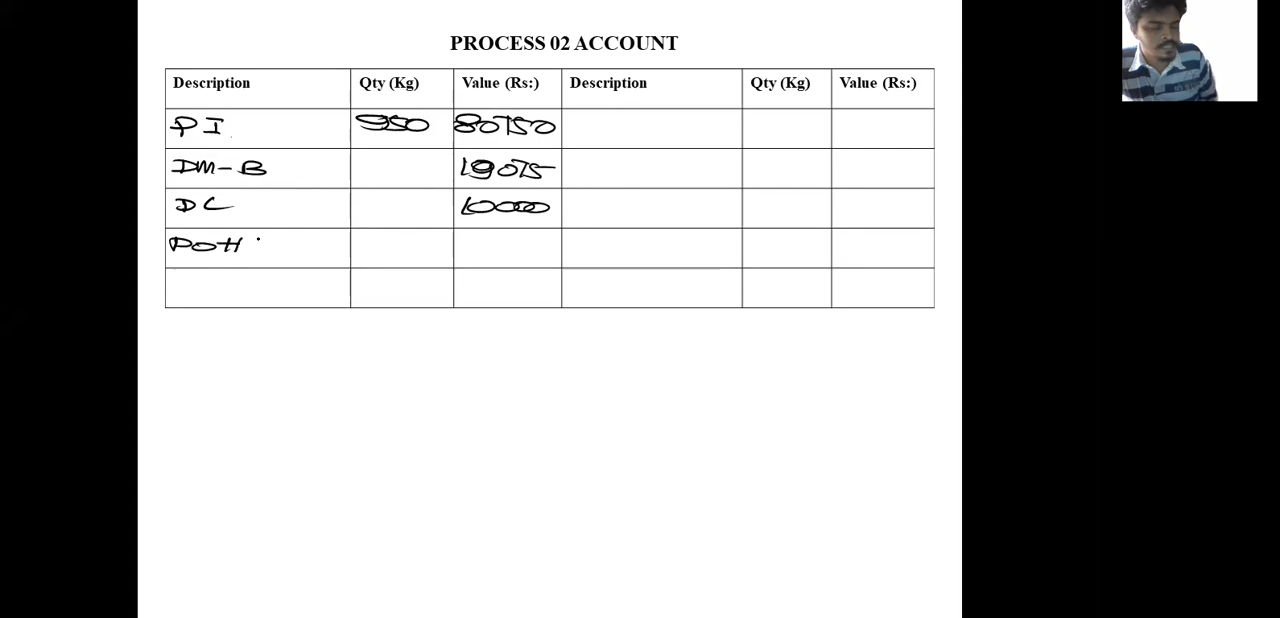 PROCESS 02 ACCOUNT
Description Qty (Kg) Value (Rs:) Description Qty (Kg) Value (Rs:)
PI 950 80750
DM-B 19075
DC 10000
POH